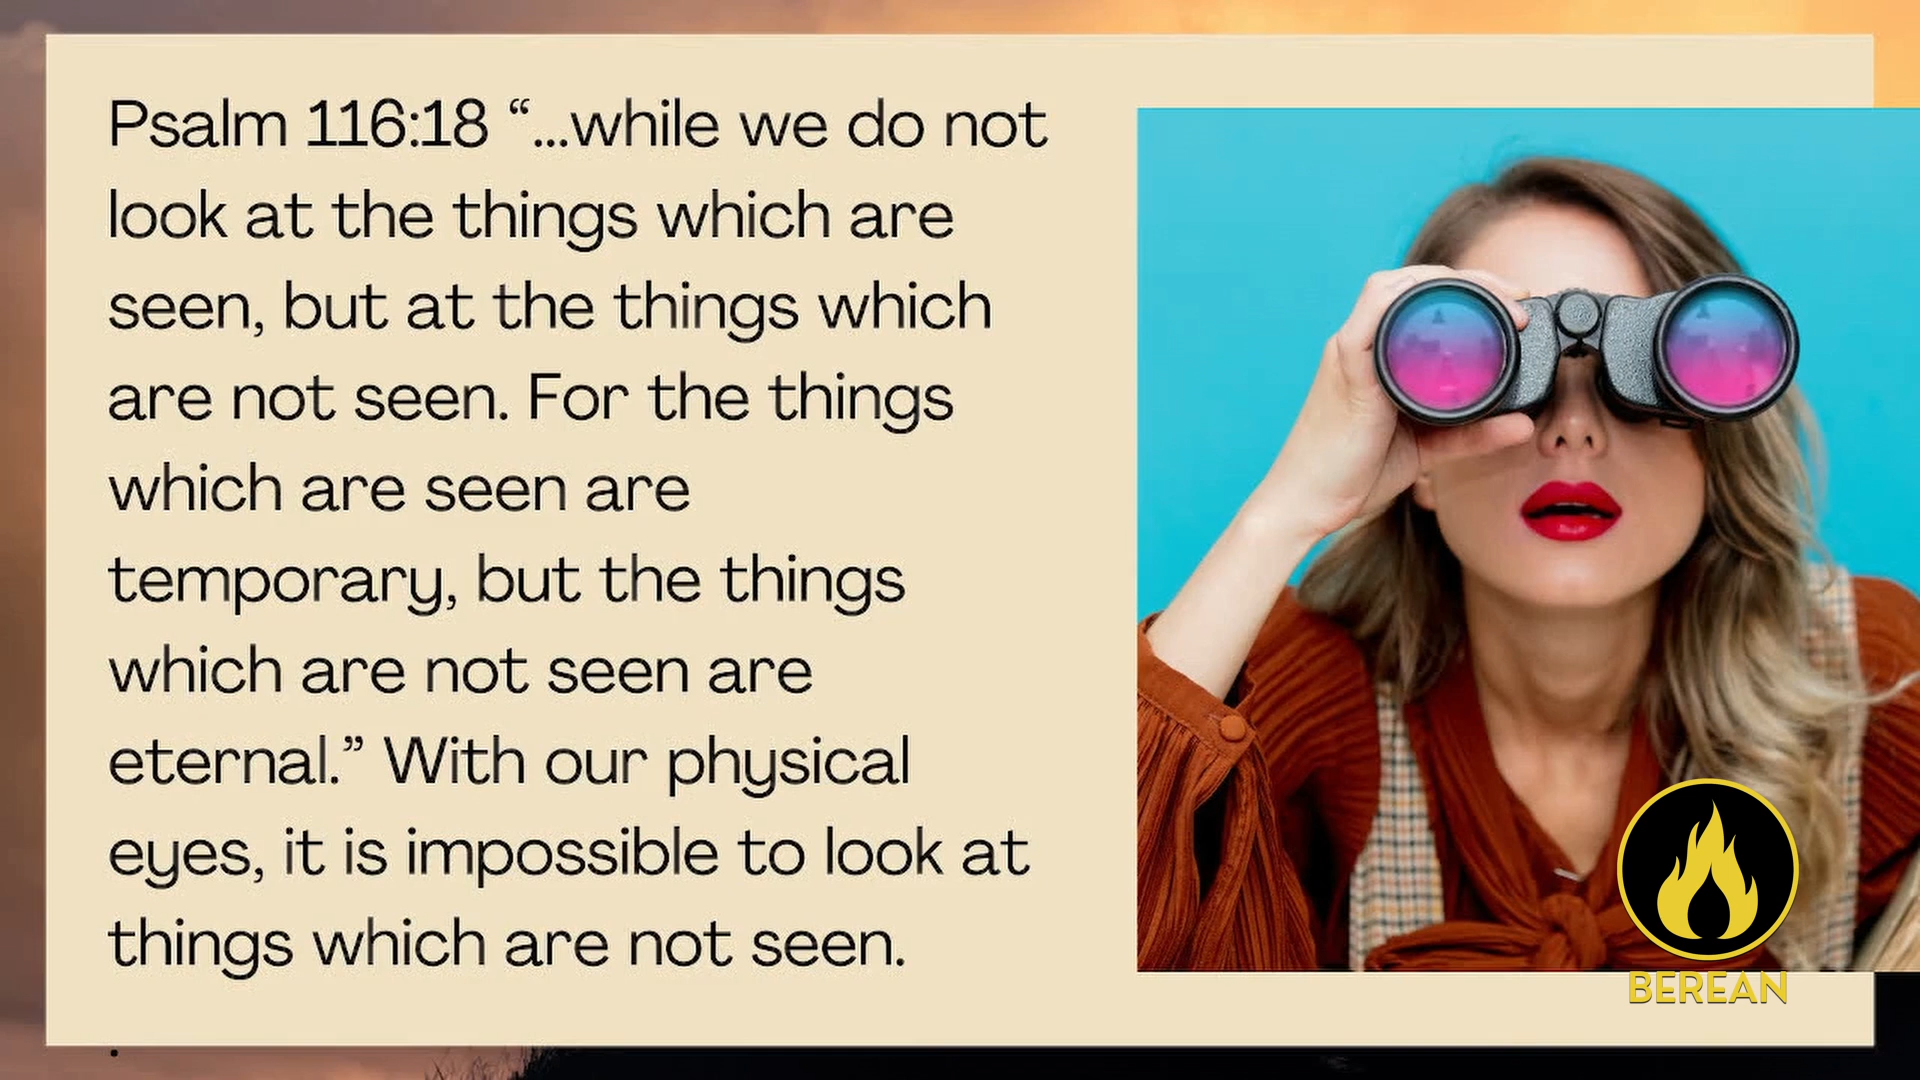 Psalm 116:18 “...while we do not
look at the things which are
seen, but at the things which
are not seen. For the things
which are seen are
temporary, but the things
which are not seen are
eternal.” With our physical
eyes, it is impossible to look at
things which are not seen.
.
BEREAN